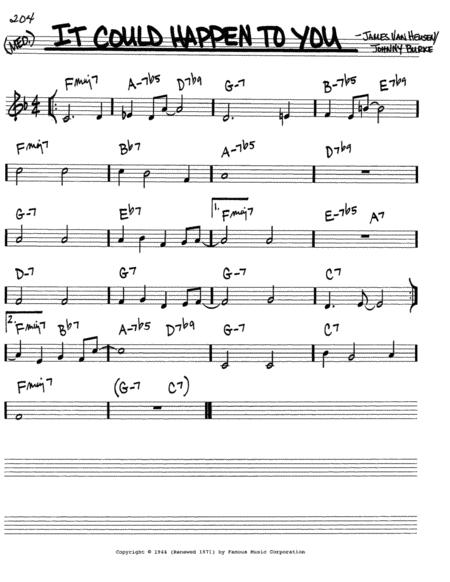 204
(MED.) IT COULD HAPPEN TO YOU
- JAMES VAN HEUSEN/
JOHNNY BURKE
Fmaj7 A-7b5 D7b9 G-7 B-7b5 E7b9
Fmaj7 Bb7 A-7b5 D7b9
G-7 Eb7 1. Fmaj7 E-7b5 A7
D-7 G7 G-7 C7
2. Fmaj7 Bb7 A-7b5 D7b9 G-7 C7
Fmaj7 (G-7 C7)
Copyright © 1944 (Renewed 1971) by Famous Music Corporation